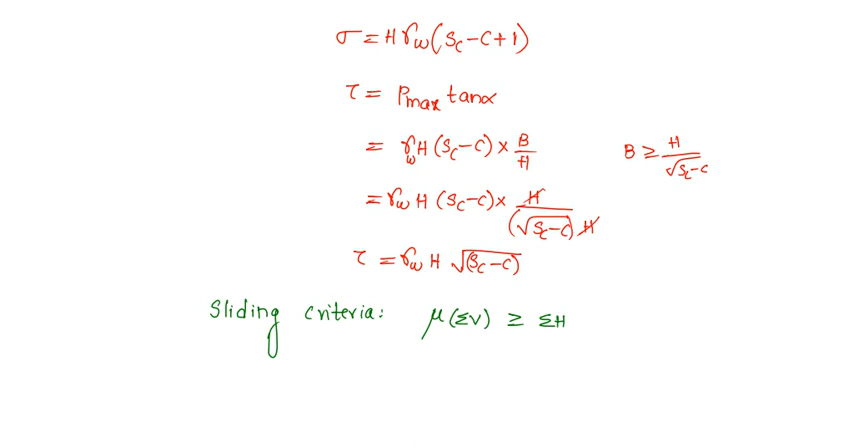 σ = H γw (Sc - C + 1)
τ = Pmax tanα
= γw H (Sc - C) × B/H
B ≥ H/√Sc - C
= γw H (Sc - C) × H/(√Sc - C) H
τ = γw H √(Sc - C)
Sliding criteria: μ(ΣV) ≥ ΣH